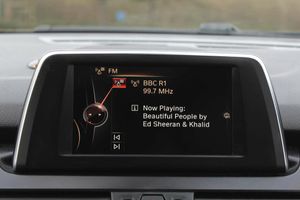 FM
BBC R1
99.7 MHz
Now Playing:
Beautiful People by
Ed Sheeran & Khalid